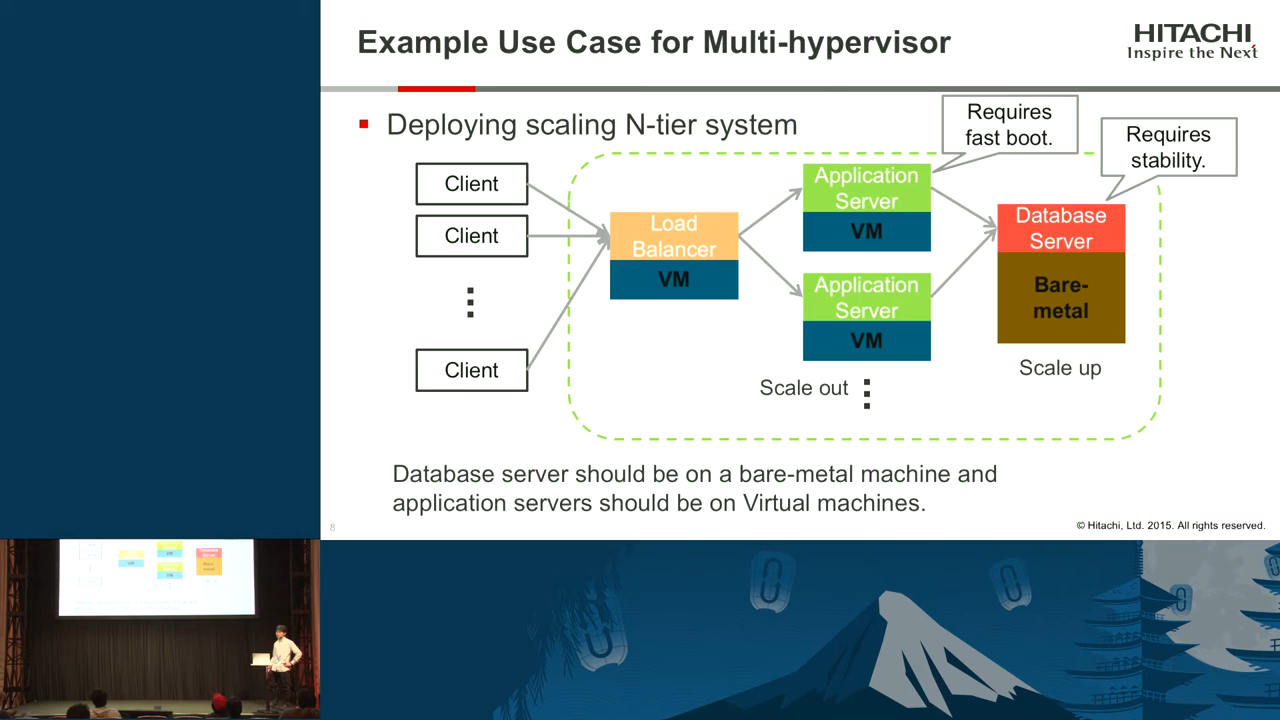 Example Use Case for Multi-hypervisor
HITACHI
Inspire the Next
Deploying scaling N-tier system
Requires
fast boot.
Requires
stability.
Client
Client
Client
Load
Balancer
VM
Application
Server
VM
Application
Server
VM
Scale out
Database
Server
Bare-
metal
Scale up
Database server should be on a bare-metal machine and
application servers should be on Virtual machines.
8
© Hitachi, Ltd. 2015. All rights reserved.